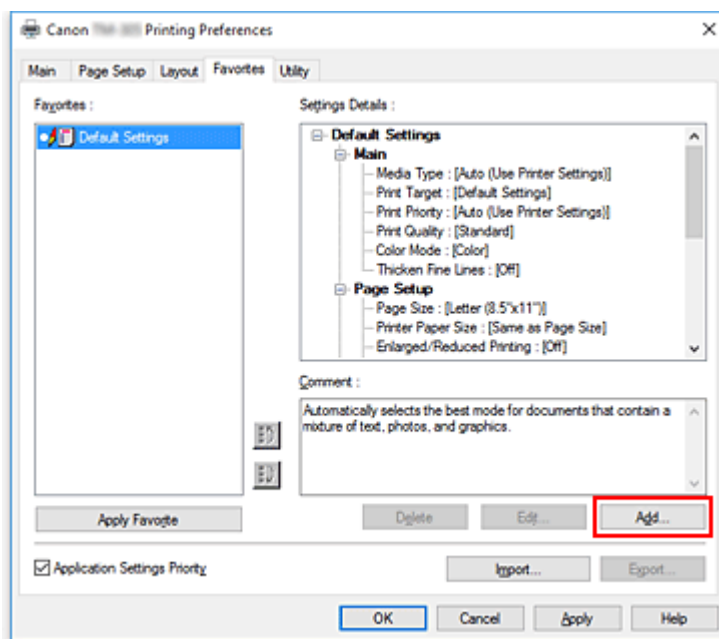 Canon Printing Preferences
Main Page Setup Layout Favorites Utility
Favorites :
Default Settings
Settings Details :
Default Settings
Main
Media Type : [Auto (Use Printer Settings)]
Print Target : [Default Settings]
Print Priority : [Auto (Use Printer Settings)]
Print Quality : [Standard]
Color Mode : [Color]
Thicken Fine Lines : [Off]
Page Setup
Page Size : [Letter (8.5"x11")]
Printer Paper Size : [Same as Page Size]
Enlarged/Reduced Printing : [Off]
Comment :
Automatically selects the best mode for documents that contain a
mixture of text, photos, and graphics.
Apply Favorite
Delete Edit... Add...
Application Settings Priority
Import... Export...
OK Cancel Apply Help